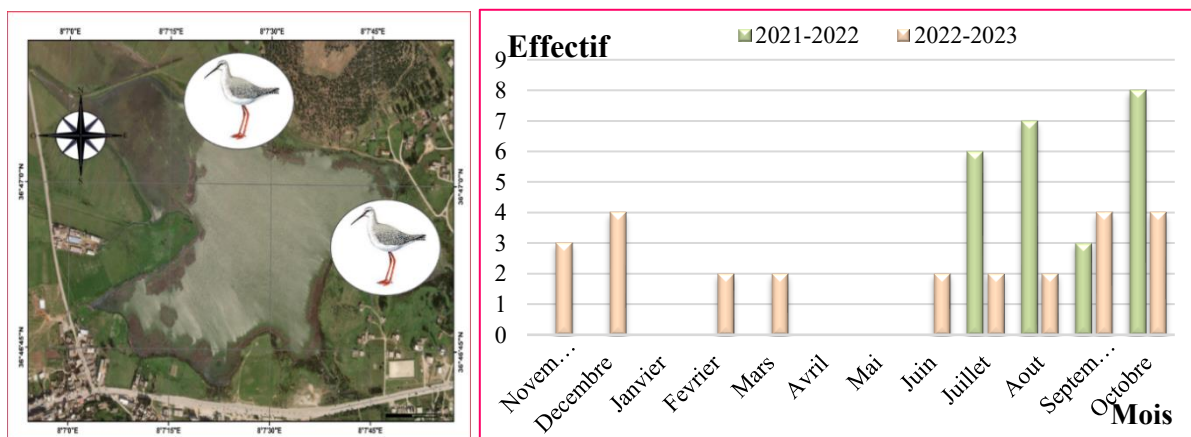 8°7'0"E 8°7'15"E 8°7'30"E 8°7'45"E
36°47'0"N 36°47'0"N
36°46'45"N 36°46'45"N
8°7'0"E 8°7'15"E 8°7'30"E 8°7'45"E
Effectif
2021-2022 2022-2023
9
8
7
6
5
4
3
2
1
0
Novem... Decembre Janvier Fevrier Mars Avril Mai Juin Juillet Aout Septem... Octobre
Mois